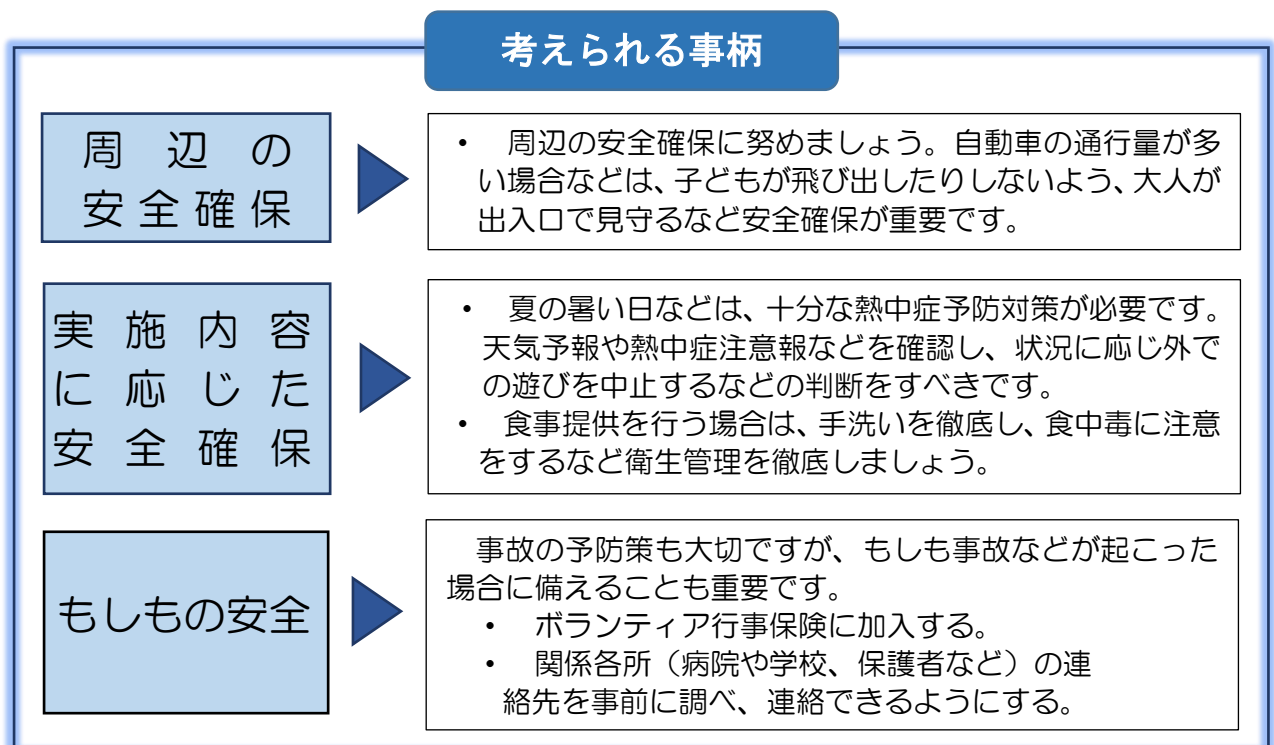 考えられる事柄
周辺の
安全確保
・ 周辺の安全確保に努めましょう。自動車の通行量が多
い場合などは、子どもが飛び出したりしないよう、大人が
出入口で見守るなど安全確保が重要です。
実施内容
に応じた
安全確保
・ 夏の暑い日などは、十分な熱中症予防対策が必要です。
天気予報や熱中症注意報などを確認し、状況に応じ外で
の遊びを中止するなどの判断をすべきです。
・ 食事提供を行う場合は、手洗いを徹底し、食中毒に注意
をするなど衛生管理を徹底しましょう。
もしもの安全
事故の予防策も大切ですが、もしも事故などが起こった
場合に備えることも重要です。
・ ボランティア行事保険に加入する。
・ 関係各所（病院や学校、保護者など）の連
絡先を事前に調べ、連絡できるようにする。